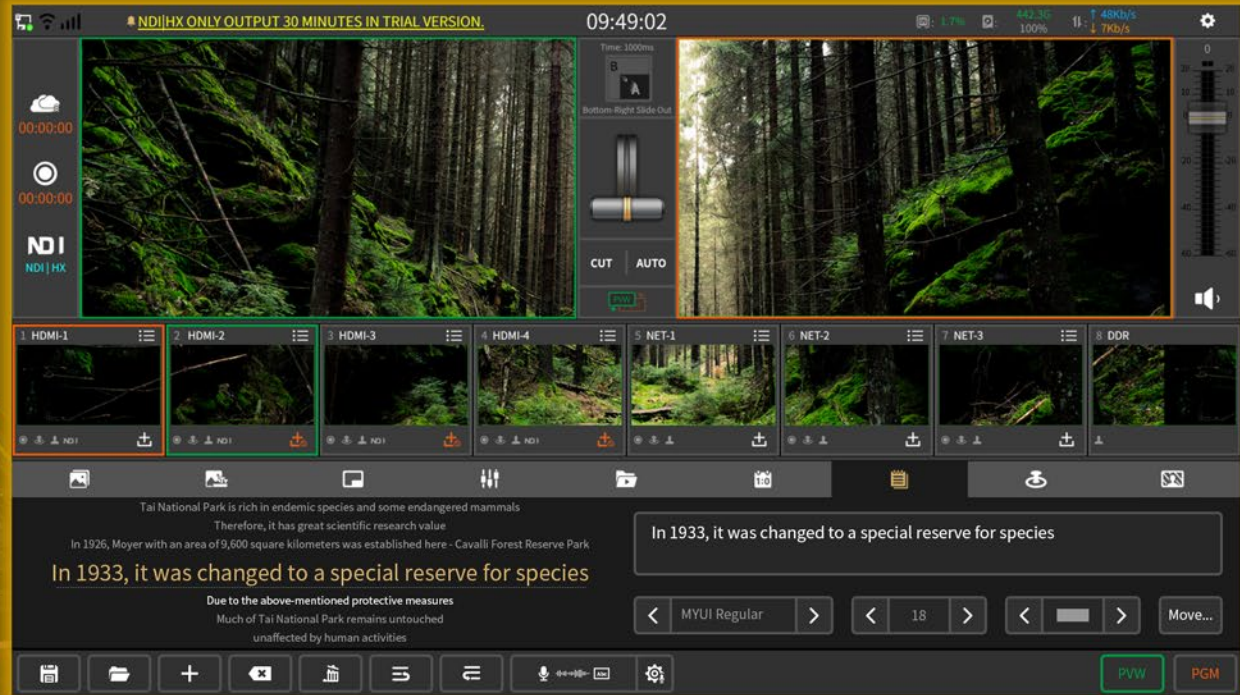 NDI|HX ONLY OUTPUT 30 MINUTES IN TRIAL VERSION.
09:49:02
: 1.7%
: 442.3G
100%
: ↑ 48Kb/s
↓ 7Kb/s
00:00:00
00:00:00
NDI
NDI|HX
Time: 1000ms
B
A
Bottom-Right Slide Out
CUT
AUTO
PVW
0
1 HDMI-1
2 HDMI-2
3 HDMI-3
4 HDMI-4
5 NET-1
6 NET-2
7 NET-3
8 DDR
NDI
NDI
NDI
NDI
1:0
Tai National Park is rich in endemic species and some endangered mammals
Therefore, it has great scientific research value
In 1926, Moyer with an area of 9,600 square kilometers was established here - Cavalli Forest Reserve Park
In 1933, it was changed to a special reserve for species
Due to the above-mentioned protective measures
Much of Tai National Park remains untouched
unaffected by human activities
In 1933, it was changed to a special reserve for species
MYUI Regular
18
Move...
Abc
PVW
PGM